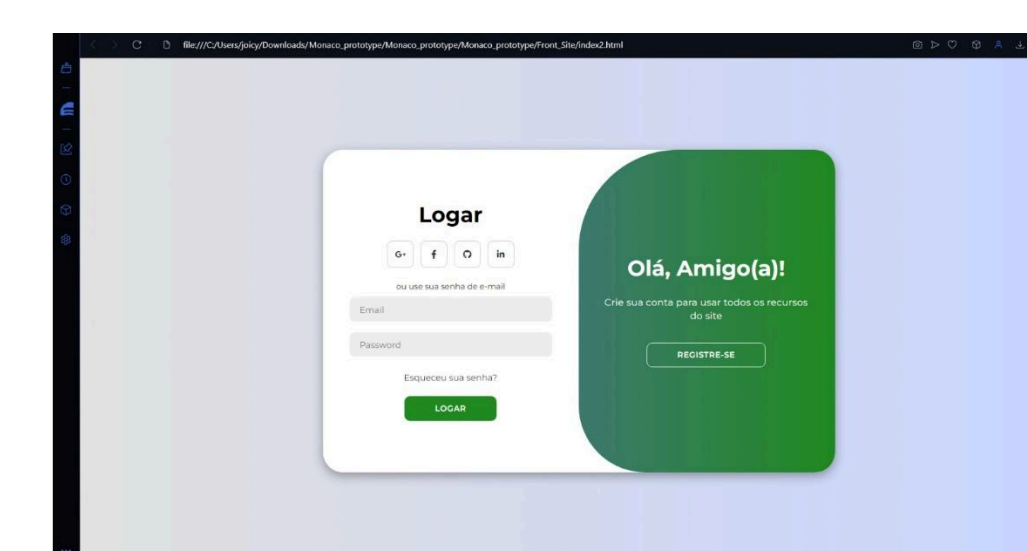 file:///C:/Users/joicy/Downloads/Monaco_prototype/Monaco_prototype/Monaco_prototype/Front_Site/index2.html
Logar
G+ f in
ou use sua senha de e-mail
Email
Password
Esqueceu sua senha?
LOGAR
Olá, Amigo(a)!
Crie sua conta para usar todos os recursos
do site
REGISTRE-SE